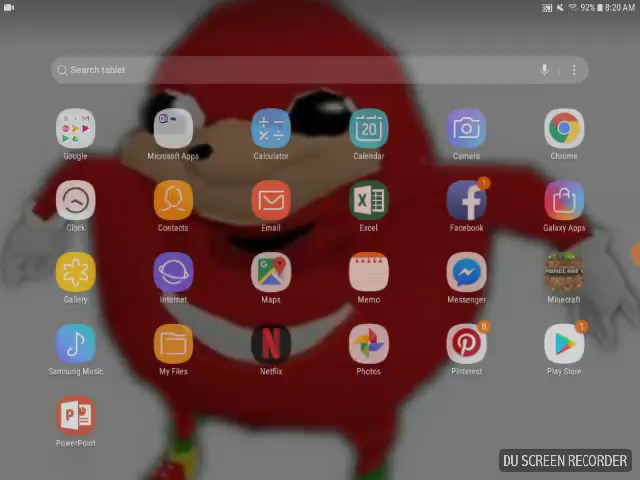 92% 8:20 AM
Search tablet
Google
Microsoft Apps
Calculator
20
Calendar
Camera
Chrome
Clock
Contacts
Email
Excel
1
Facebook
Galaxy Apps
Gallery
Internet
Maps
Memo
Messenger
MINECRAFT
Minecraft
Samsung Music
My Files
Netflix
Photos
8
Pinterest
1
Play Store
PowerPoint
DU SCREEN RECORDER